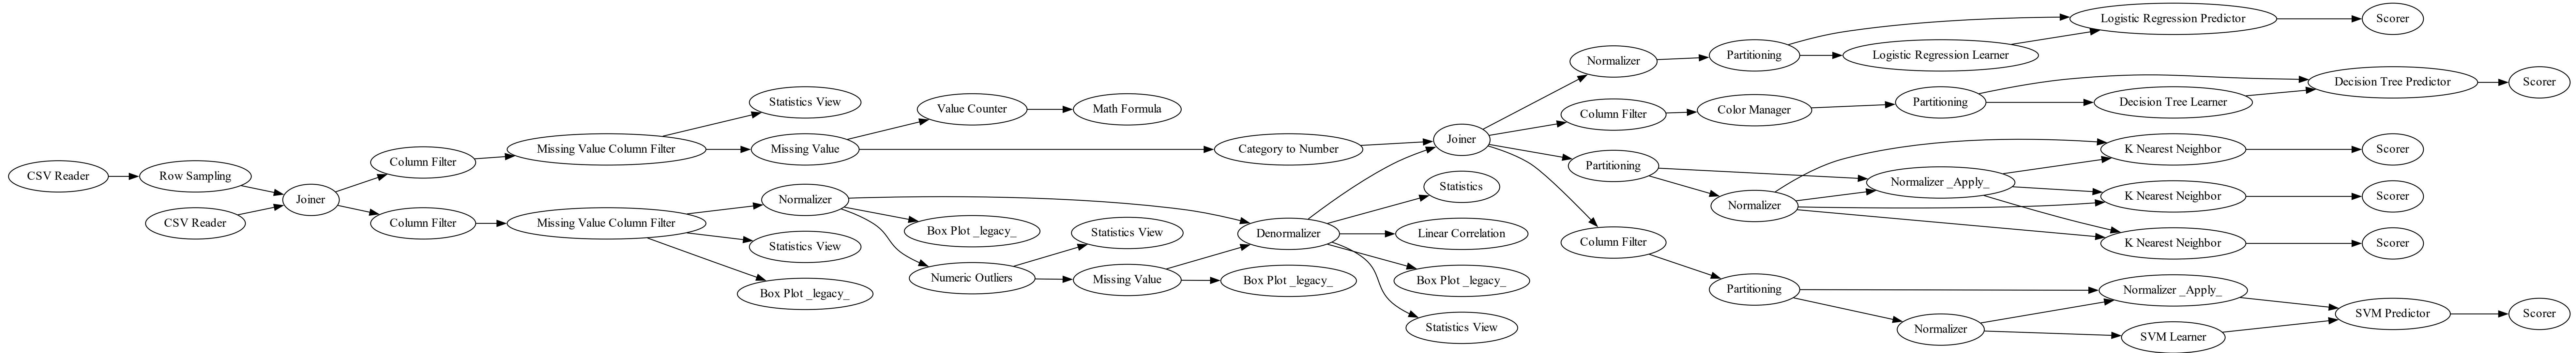 CSV Reader
Row Sampling
CSV Reader
Joiner
Column Filter
Column Filter
Missing Value Column Filter
Missing Value Column Filter
Statistics View
Missing Value
Normalizer
Statistics View
Box Plot _legacy_
Value Counter
Box Plot _legacy_
Numeric Outliers
Math Formula
Statistics View
Missing Value
Category to Number
Denormalizer
Box Plot _legacy_
Joiner
Statistics
Linear Correlation
Box Plot _legacy_
Statistics View
Normalizer
Column Filter
Partitioning
Column Filter
Partitioning
Color Manager
Normalizer
Partitioning
Logistic Regression Learner
Partitioning
Normalizer _Apply_
Normalizer
Logistic Regression Predictor
Decision Tree Learner
K Nearest Neighbor
K Nearest Neighbor
K Nearest Neighbor
Normalizer _Apply_
SVM Learner
Scorer
Decision Tree Predictor
Scorer
Scorer
Scorer
SVM Predictor
Scorer
Scorer